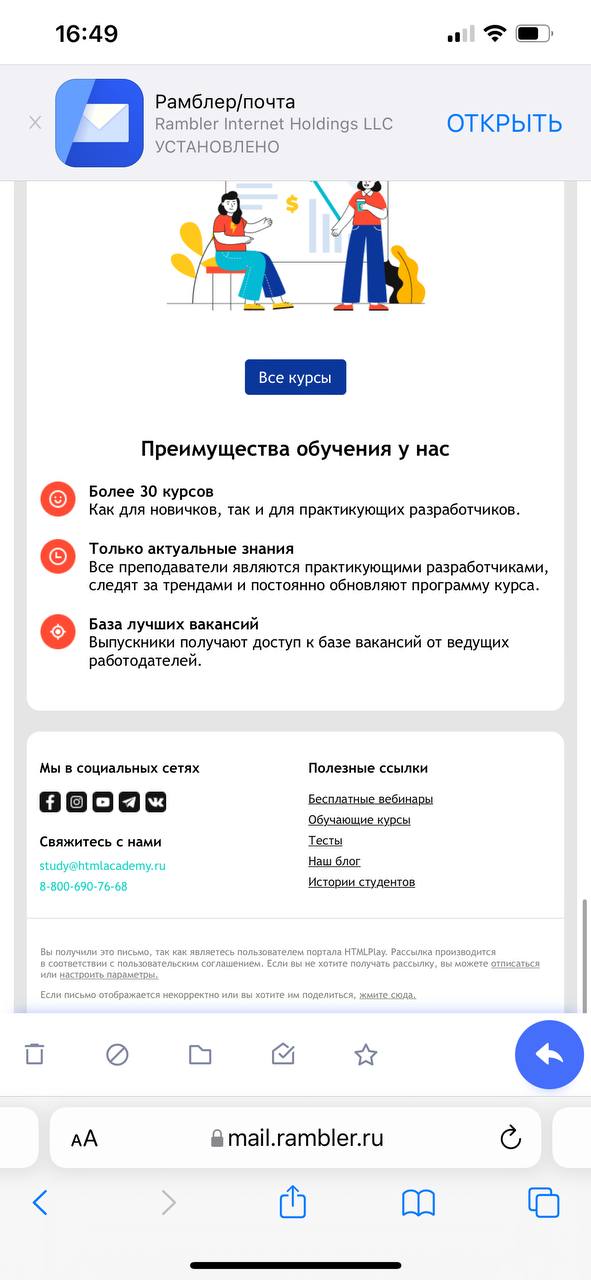 16:49
Рамблер/почта
Rambler Internet Holdings LLC
УСТАНОВЛЕНО
ОТКРЫТЬ
$
Все курсы
Преимущества обучения у нас
Более 30 курсов
Как для новичков, так и для практикующих разработчиков.
Только актуальные знания
Все преподаватели являются практикующими разработчиками,
следят за трендами и постоянно обновляют программу курса.
База лучших вакансий
Выпускники получают доступ к базе вакансий от ведущих
работодателей.
Мы в социальных сетях
Свяжитесь с нами
study@htmlacademy.ru
8-800-690-76-68
Полезные ссылки
Бесплатные вебинары
Обучающие курсы
Тесты
Наш блог
Истории студентов
Вы получили это письмо, так как являетесь пользователем портала HTMLPlay. Рассылка производится
в соответствии с пользовательским соглашением. Если вы не хотите получать рассылку, вы можете отписаться
или настроить параметры.
Если письмо отображается некорректно или вы хотите им поделиться, жмите сюда.
AA
mail.rambler.ru